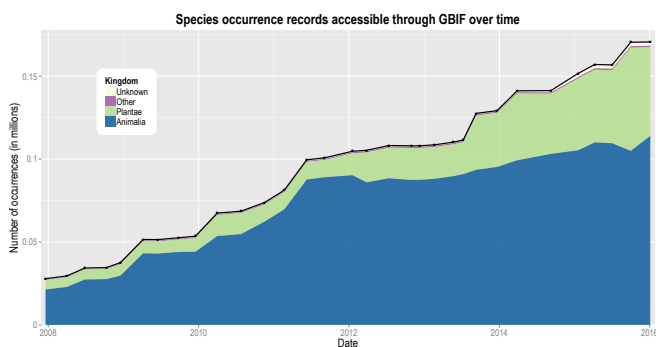 Species occurrence records accessible through GBIF over time
Number of occurrences (in millions)
0.15
0.1
0.05
0
Kingdom
Unknown
Other
Plantae
Animalia
2008
2010
2012
2014
2016
Date